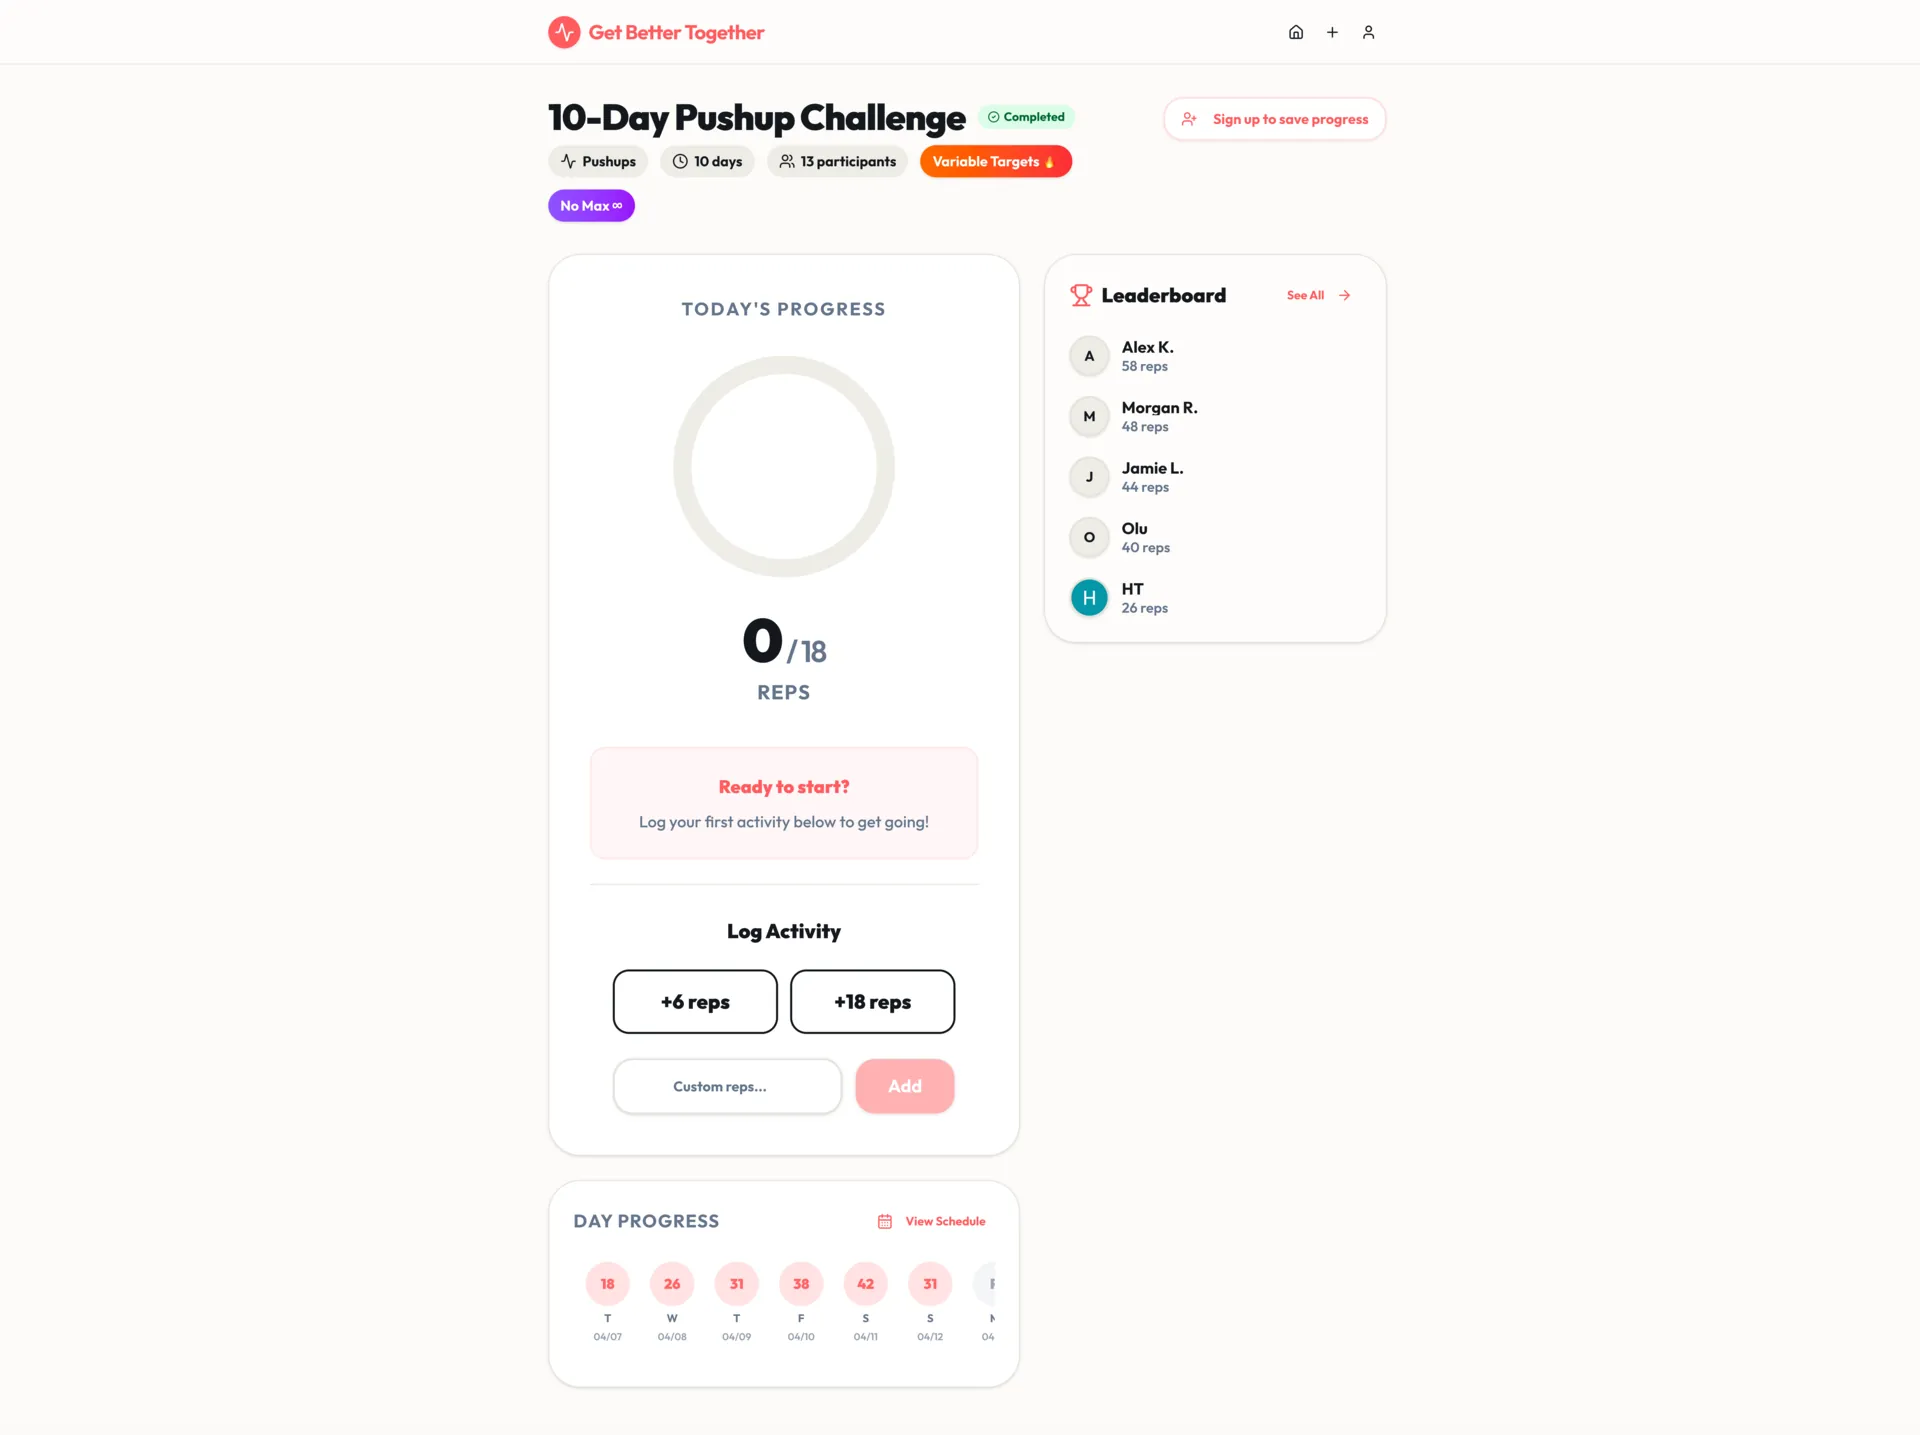 Get Better Together
10-Day Pushup Challenge
Completed
Sign up to save progress
Pushups
10 days
13 participants
Variable Targets 🔥
No Max ∞
TODAY'S PROGRESS
0 / 18
REPS
Ready to start?
Log your first activity below to get going!
Log Activity
+6 reps
+18 reps
Custom reps...
Add
Leaderboard
See All
A
Alex K.
58 reps
M
Morgan R.
48 reps
J
Jamie L.
44 reps
O
Olu
40 reps
H
HT
26 reps
DAY PROGRESS
View Schedule
18 26 31 38 42 31
T W T F S S
04/07 04/08 04/09 04/10 04/11 04/12 04